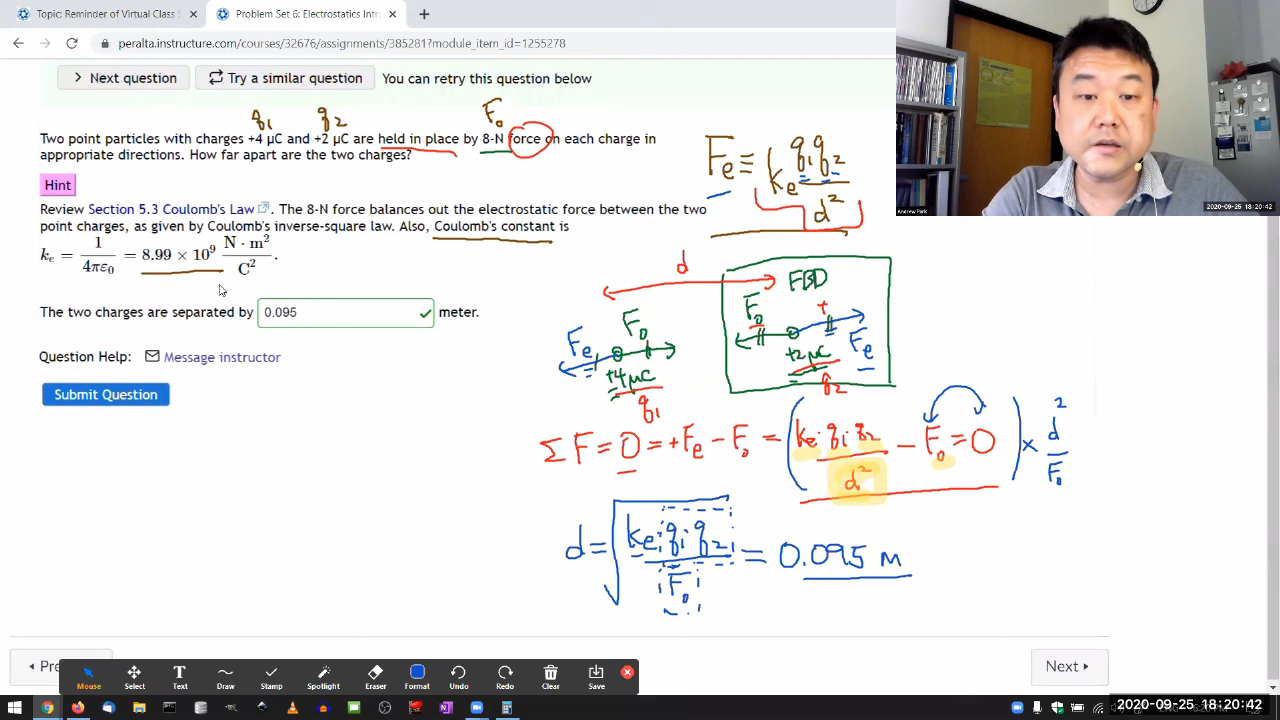 Topic: Reminder of Virtual Class S
Problem Set 6: Electrostatics Intr
peralta.instructure.com/courses/32676/assignments/385281?module_item_id=1255278
Next question
Try a similar question
You can retry this question below
q₁ q₂ F₀
Two point particles with charges +4 μC and +2 μC are held in place by 8-N force on each charge in
appropriate directions. How far apart are the two charges?
Hint
Review Section 5.3 Coulomb's Law. The 8-N force balances out the electrostatic force between the two
point charges, as given by Coulomb's inverse-square law. Also, Coulomb's constant is
kₑ = 1/(4πε₀) = 8.99 × 10⁹ N · m²/C².
The two charges are separated by 0.095 meter.
Question Help: Message instructor
Submit Question
Fₑ ≡ kₑ q₁q₂/d²
d
Fₑ F₀
+4 μC
q₁
FBD
F₀ + Fₑ
+2 μC
q₂
ΣF = 0 = +Fₑ - F₀ = (kₑ·q₁·q₂/d² - F₀ = 0) × d²/F₀
d = √(kₑ q₁ q₂/F₀) = 0.095 m
Next
Mouse Select Text Draw Stamp Spotlight Eraser Format Undo Redo Clear Save
Andrew Park
2020-09-25 18:20:42
2020-09-25 18:20:42